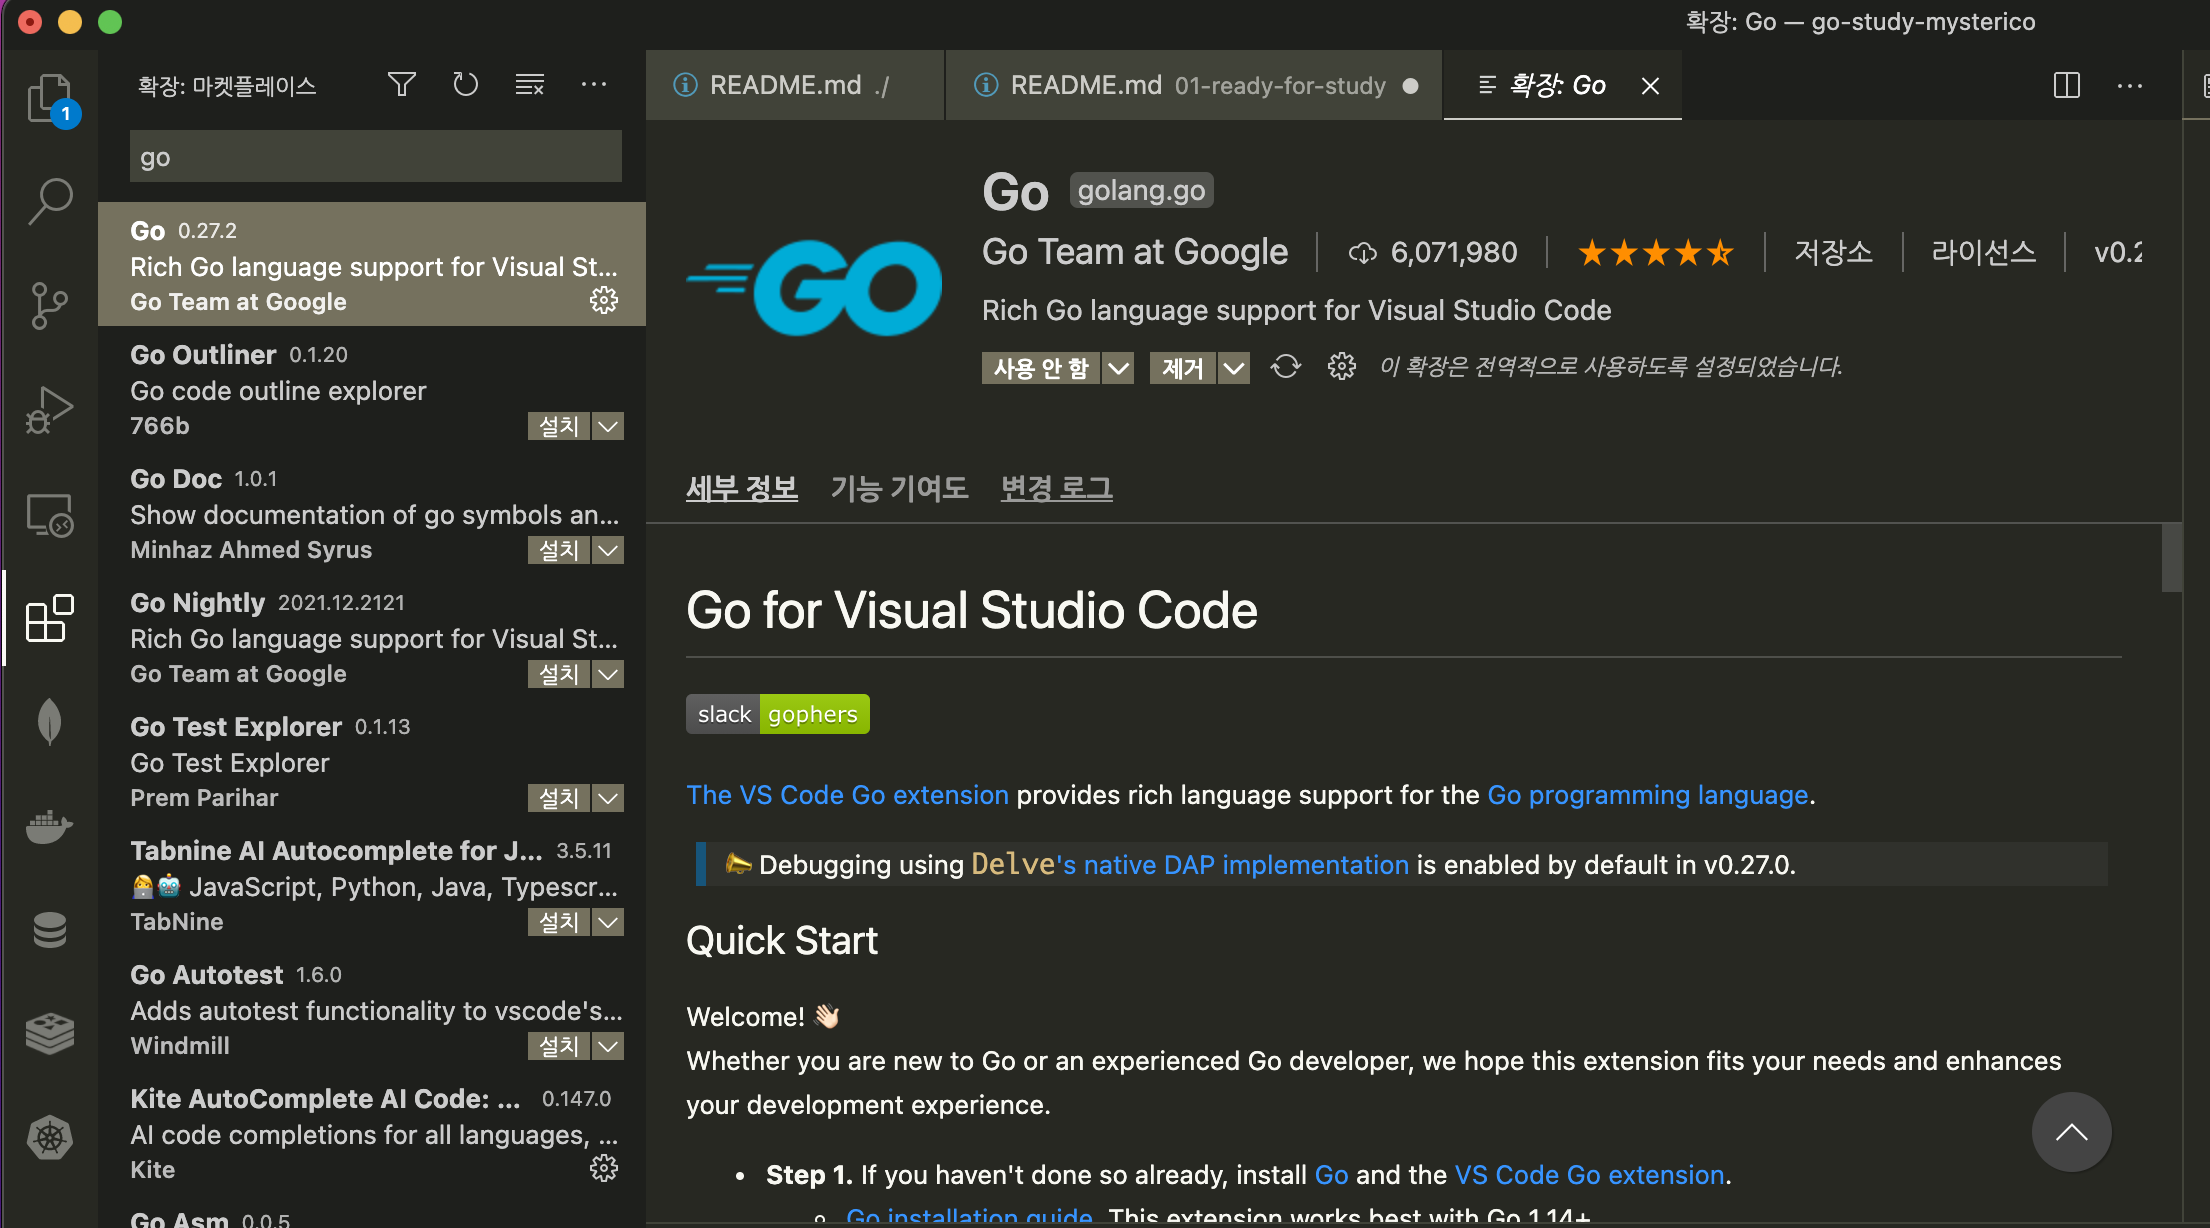 확장: Go — go-study-mysterico
1
확장: 마켓플레이스
go
Go 0.27.2
Rich Go language support for Visual St...
Go Team at Google
Go Outliner 0.1.20
Go code outline explorer
766b
설치
Go Doc 1.0.1
Show documentation of go symbols an...
Minhaz Ahmed Syrus
설치
Go Nightly 2021.12.2121
Rich Go language support for Visual St...
Go Team at Google
설치
Go Test Explorer 0.1.13
Go Test Explorer
Prem Parihar
설치
Tabnine AI Autocomplete for J... 3.5.11
JavaScript, Python, Java, Typescr...
TabNine
설치
Go Autotest 1.6.0
Adds autotest functionality to vscode's...
Windmill
설치
Kite AutoComplete AI Code: ... 0.147.0
AI code completions for all languages, ...
Kite
Go Asm 0.0.5
README.md ./
README.md 01-ready-for-study
확장: Go
GO
Go golang.go
Go Team at Google 6,071,980 저장소 라이선스 v0.2
Rich Go language support for Visual Studio Code
사용 안 함 제거 이 확장은 전역적으로 사용하도록 설정되었습니다.
세부 정보 기능 기여도 변경 로그
Go for Visual Studio Code
slack gophers
The VS Code Go extension provides rich language support for the Go programming language.
📣 Debugging using Delve's native DAP implementation is enabled by default in v0.27.0.
Quick Start
Welcome! 👋🏻
Whether you are new to Go or an experienced Go developer, we hope this extension fits your needs and enhances
your development experience.
• Step 1. If you haven't done so already, install Go and the VS Code Go extension.
Go installation guide. This extension works best with Go 1.14+